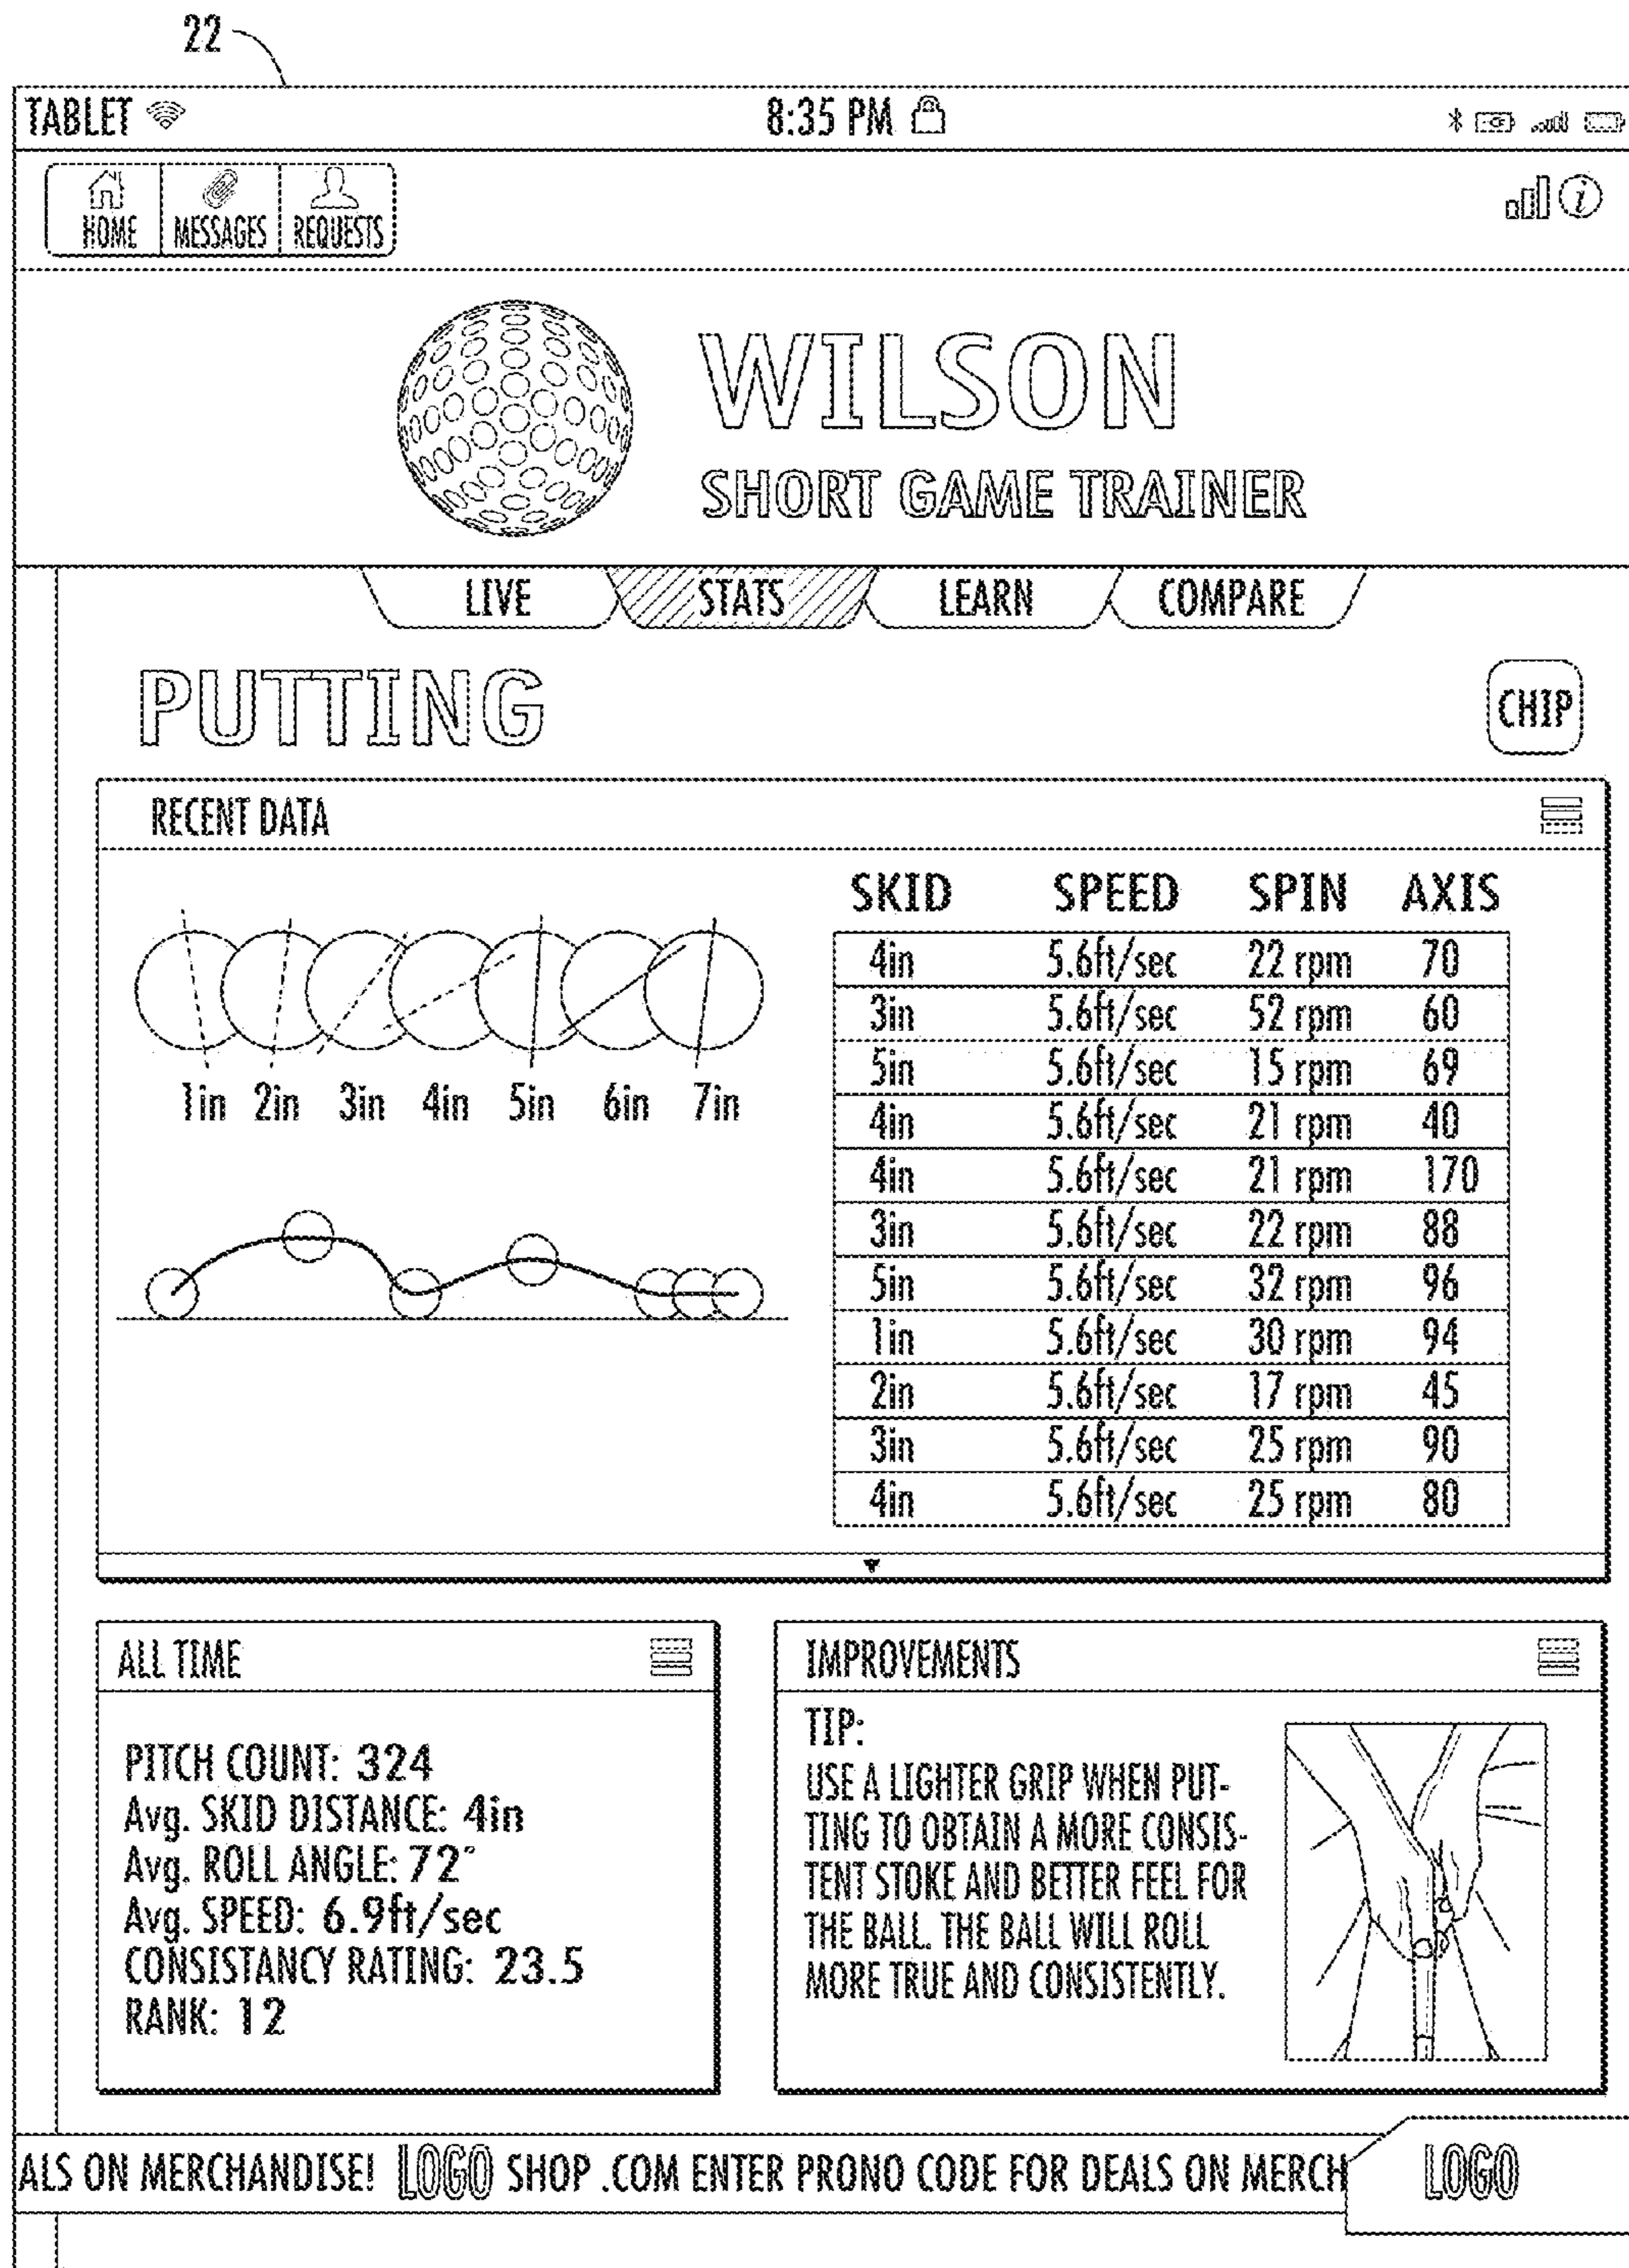 22
TABLET 8:35 PM
HOME MESSAGES REQUESTS
i
WILSON
SHORT GAME TRAINER
LIVE STATS LEARN COMPARE
PUTTING CHIP
RECENT DATA
SKID SPEED SPIN AXIS
4in 5.6ft/sec 22 rpm 70
3in 5.6ft/sec 52 rpm 60
5in 5.6ft/sec 15 rpm 69
4in 5.6ft/sec 21 rpm 40
4in 5.6ft/sec 21 rpm 170
3in 5.6ft/sec 22 rpm 88
5in 5.6ft/sec 32 rpm 96
1in 5.6ft/sec 30 rpm 94
2in 5.6ft/sec 17 rpm 45
3in 5.6ft/sec 25 rpm 90
4in 5.6ft/sec 25 rpm 80
1in 2in 3in 4in 5in 6in 7in
ALL TIME
PITCH COUNT: 324
Avg. SKID DISTANCE: 4in
Avg. ROLL ANGLE: 72°
Avg. SPEED: 6.9ft/sec
CONSISTANCY RATING: 23.5
RANK: 12
IMPROVEMENTS
TIP:
USE A LIGHTER GRIP WHEN PUT-
TING TO OBTAIN A MORE CONSIS-
TENT STOKE AND BETTER FEEL FOR
THE BALL. THE BALL WILL ROLL
MORE TRUE AND CONSISTENTLY.
ALS ON MERCHANDISE! LOGO SHOP .COM ENTER PRONO CODE FOR DEALS ON MERCH LOGO